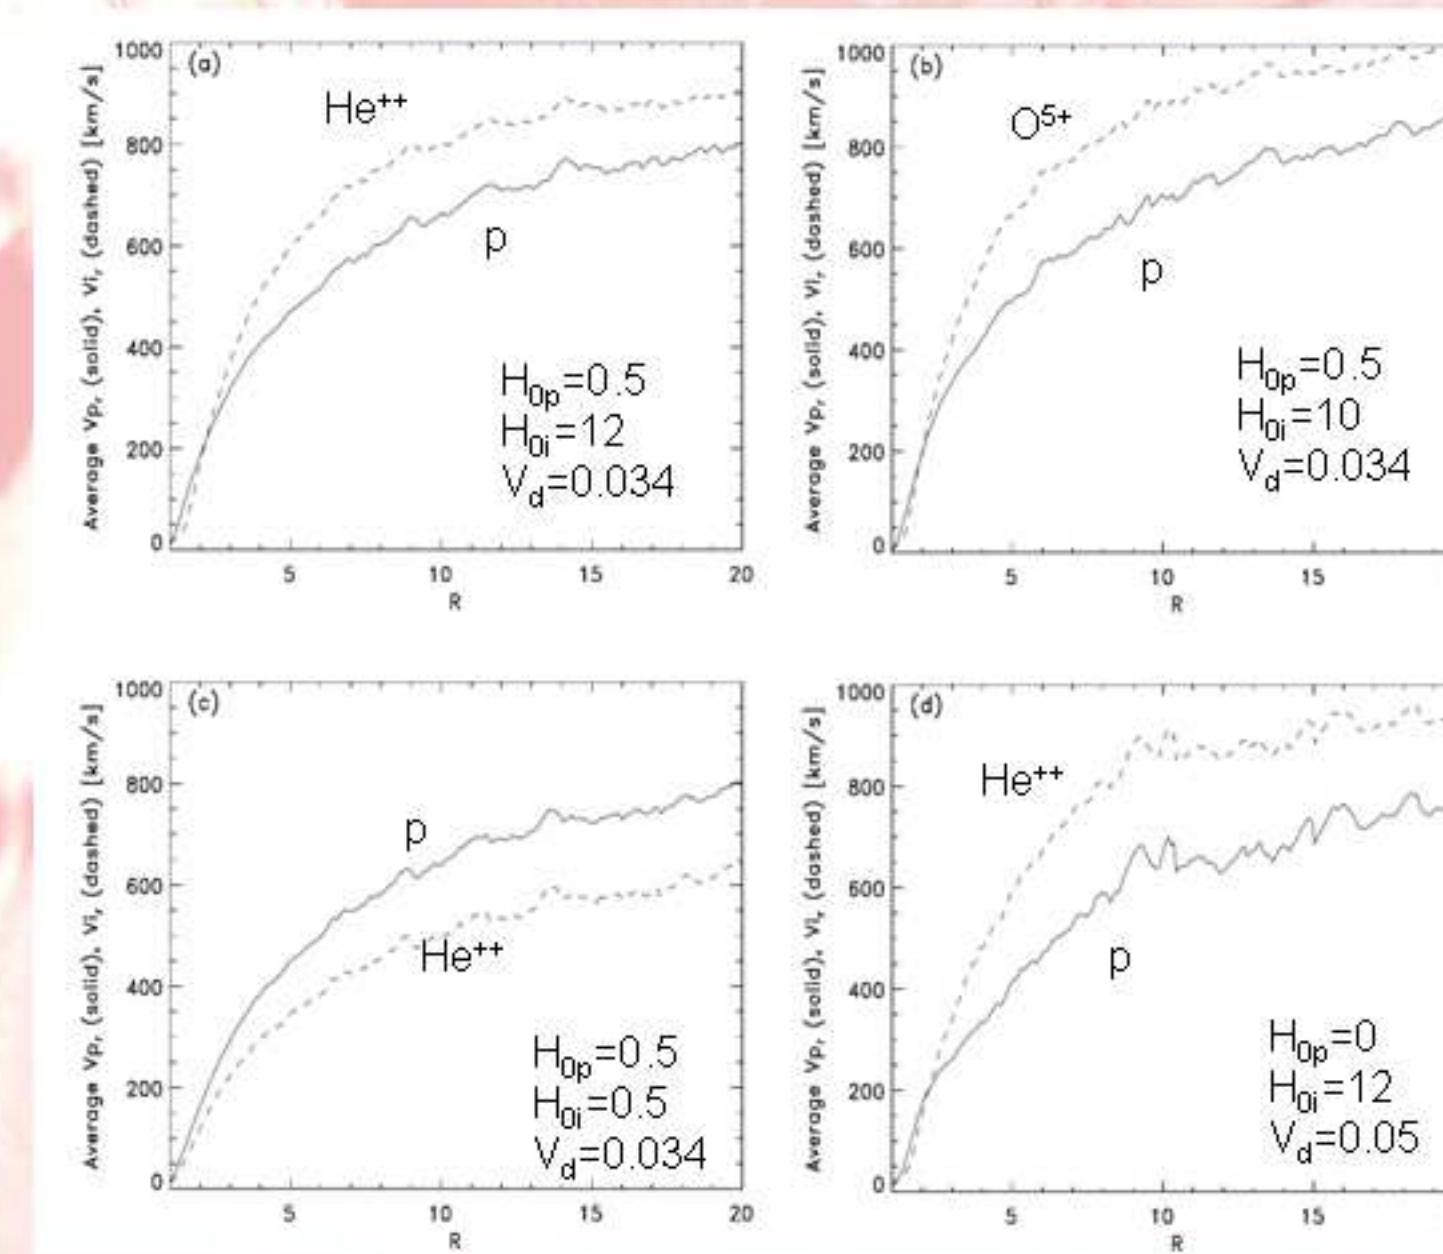 (a)
Average Vpr (solid), Vir (dashed) [km/s]
1000
800
600
400
200
0
He++
p
H0p=0.5
H0i=12
Vd=0.034
5 10 15 20
R
(b)
Average Vpr (solid), Vir (dashed) [km/s]
1000
800
600
400
200
0
O5+
p
H0p=0.5
H0i=10
Vd=0.034
5 10 15
R
(c)
Average Vpr (solid), Vir (dashed) [km/s]
1000
800
600
400
200
0
p
He++
H0p=0.5
H0i=0.5
Vd=0.034
5 10 15 20
R
(d)
Average Vpr (solid), Vir (dashed) [km/s]
1000
800
600
400
200
0
He++
p
H0p=0
H0i=12
Vd=0.05
5 10 15
R